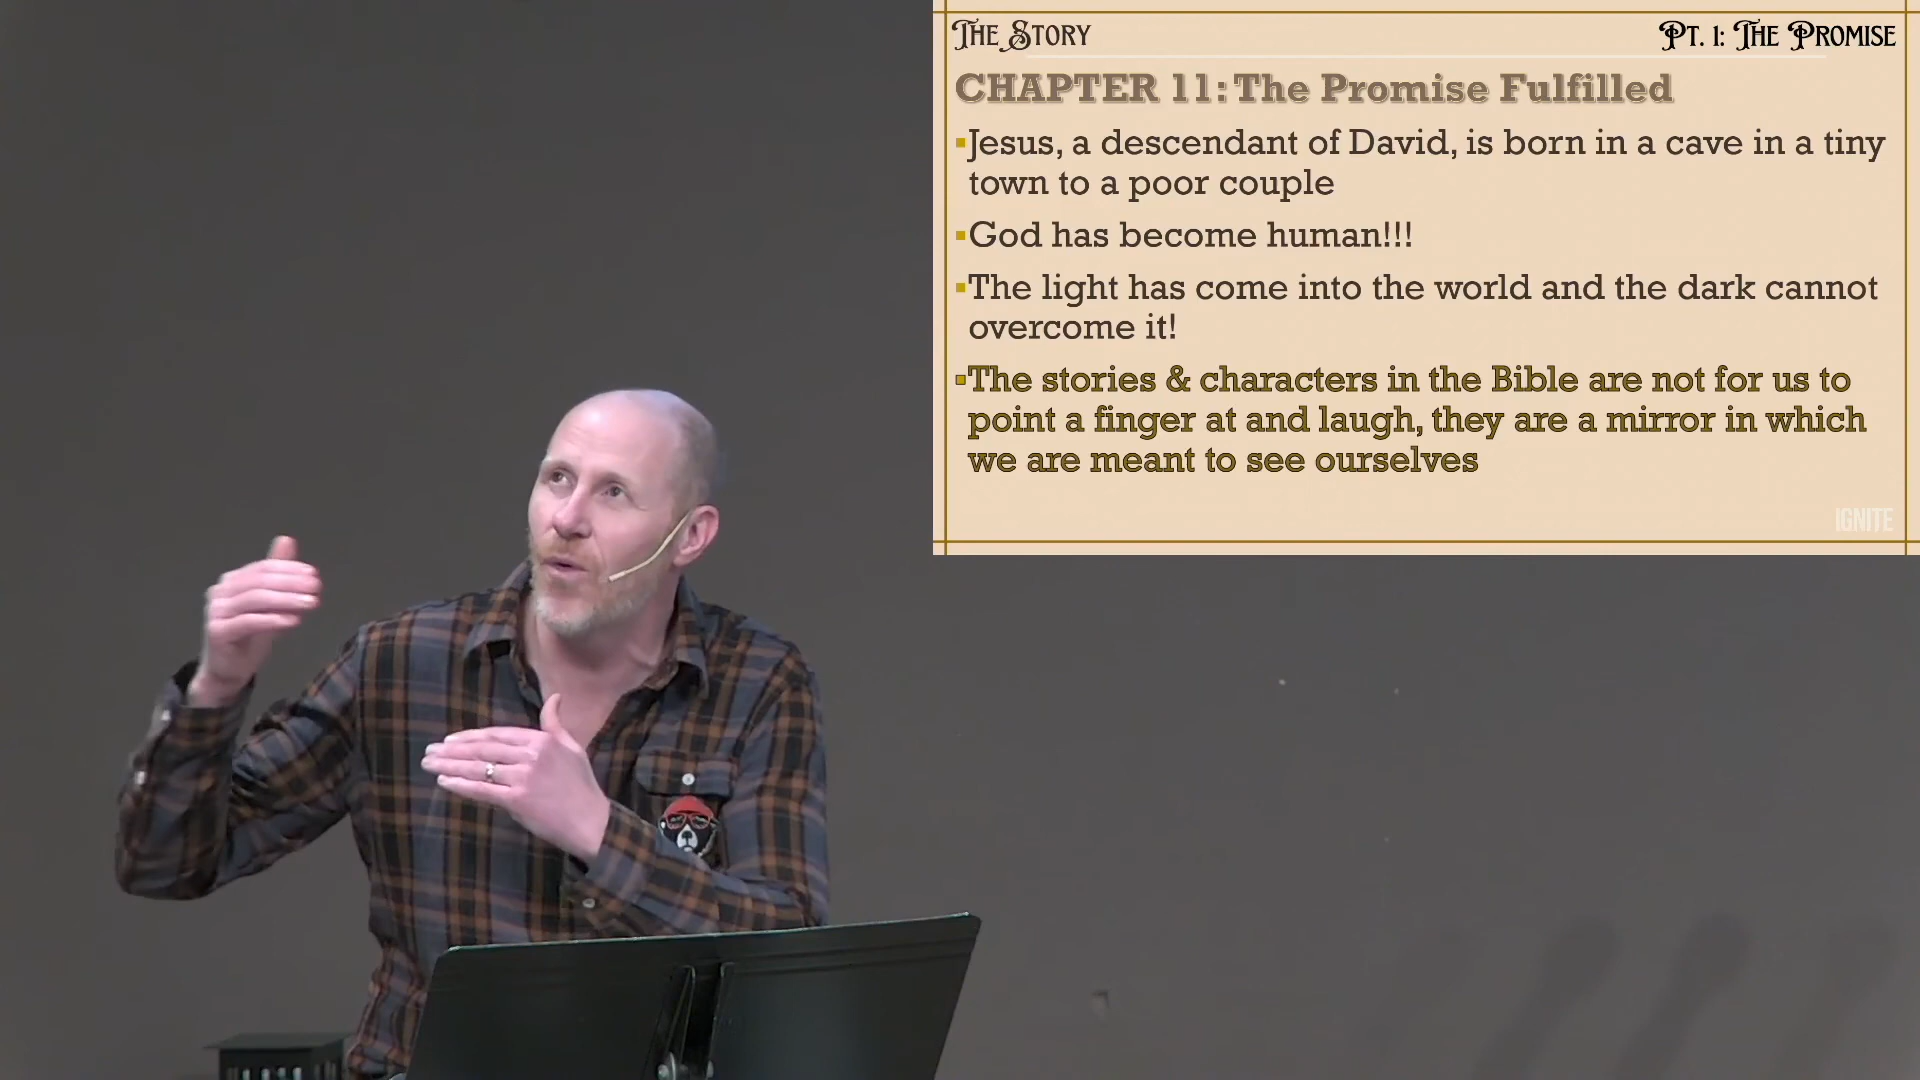 The Story
Pt. 1: The Promise
CHAPTER 11: The Promise Fulfilled
▪Jesus, a descendant of David, is born in a cave in a tiny
town to a poor couple
▪God has become human!!!
▪The light has come into the world and the dark cannot
overcome it!
▪The stories & characters in the Bible are not for us to
point a finger at and laugh, they are a mirror in which
we are meant to see ourselves
IGNITE